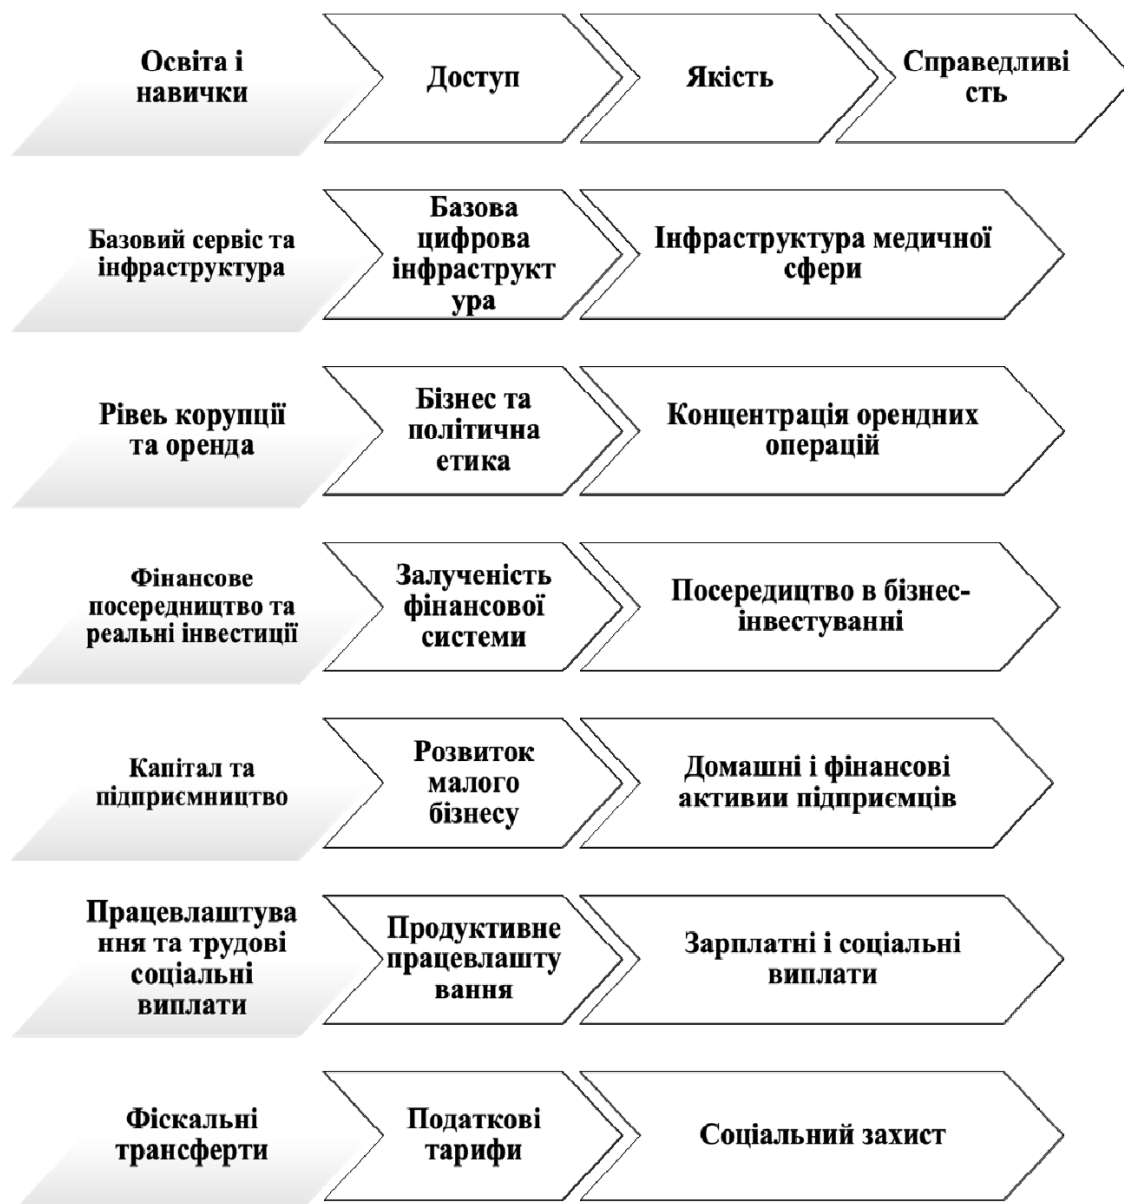 Освіта і
навички
Доступ
Якість
Справедливі
сть
Базовий сервіс та
інфраструктура
Базова
цифрова
інфраструкт
ура
Інфраструктура медичної
сфери
Рівеь корупції
та оренда
Бізнес та
політична
етика
Концентрація орендних
операцій
Фінансове
посередництво та
реальні інвестиції
Залученість
фінансової
системи
Посередицтво в бізнес-
інвестуванні
Капітал та
підприємництво
Розвиток
малого
бізнесу
Домашні і фінансові
активии підприємців
Працевлаштува
ння та трудові
соціальні
виплати
Продуктивне
працевлашту
вання
Зарплатні і соціальні
виплати
Фіскальні
трансферти
Податкові
тарифи
Соціальний захист